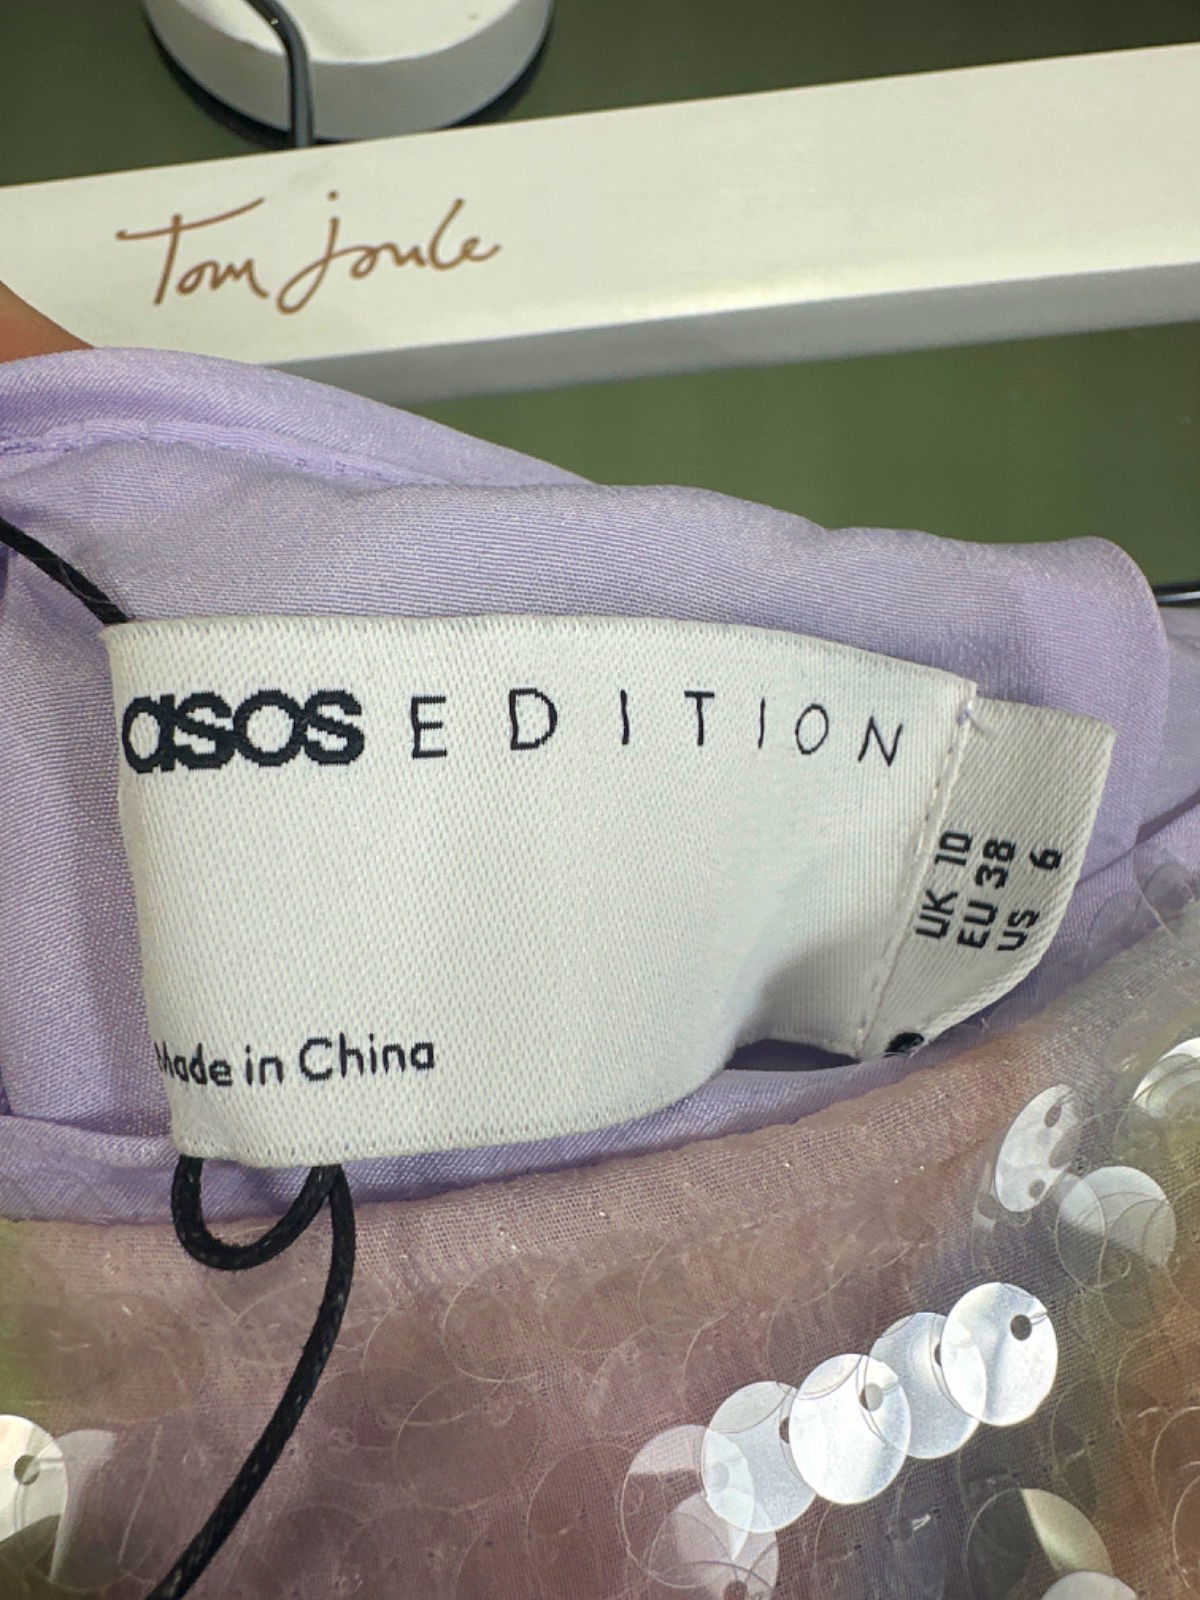 Tom Joule
asos EDITION
UK 10
EU 38
US 6
Made in China